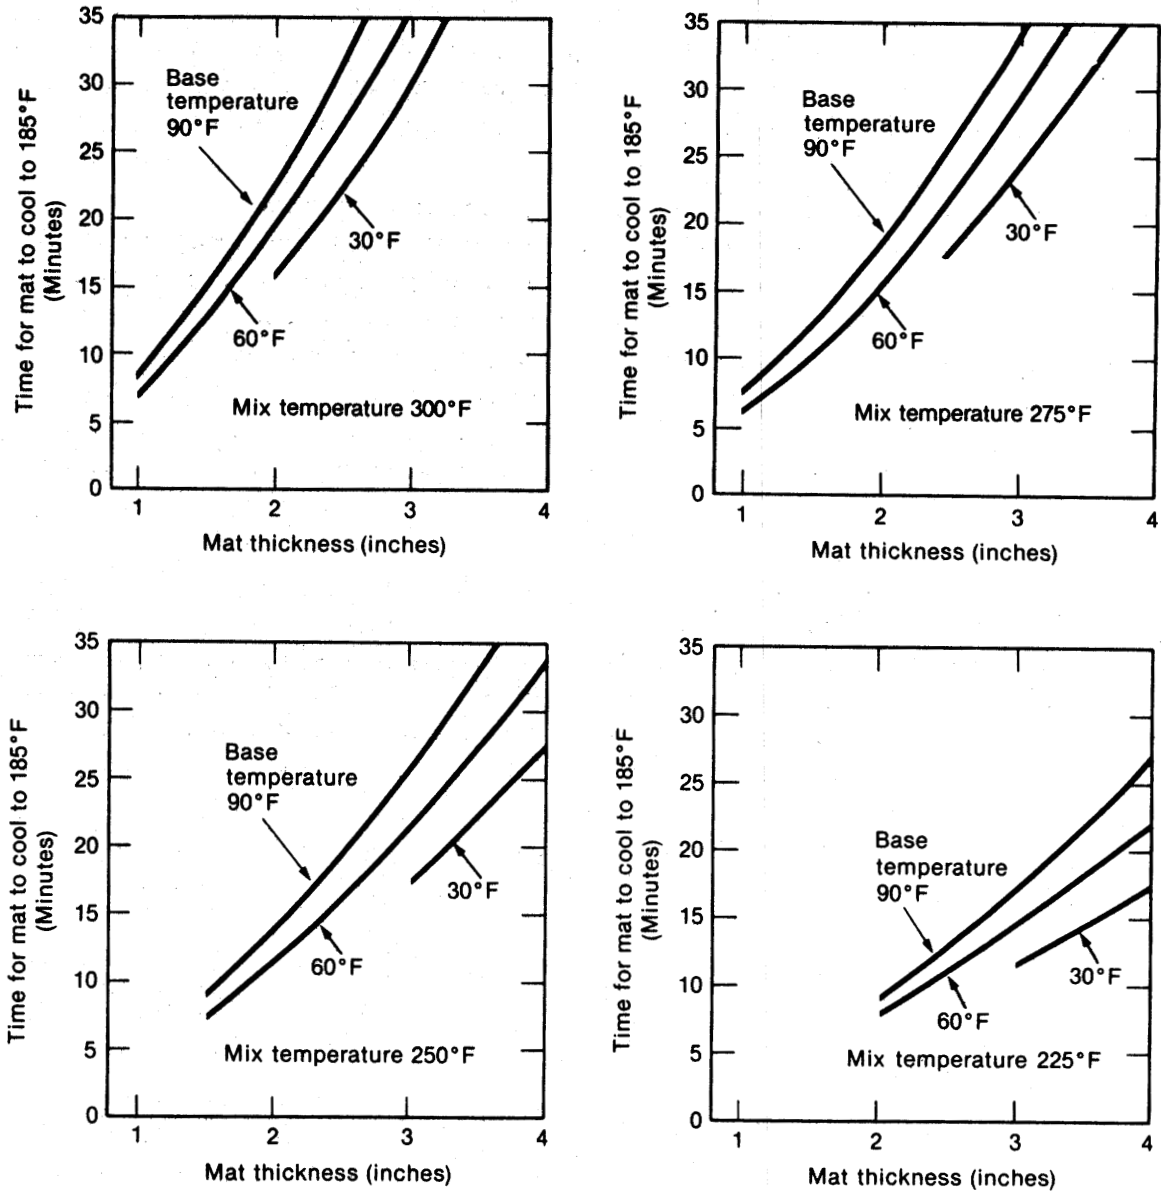 35
30
25
20
15
10
5
0
Time for mat to cool to 185°F
(Minutes)
Base
temperature
90°F
30°F
60°F
Mix temperature 300°F
1 2 3 4
Mat thickness (inches)
35
30
25
20
15
10
5
0
Time for mat to cool to 185°F
(Minutes)
Base
temperature
90°F
30°F
60°F
Mix temperature 275°F
1 2 3 4
Mat thickness (inches)
35
30
25
20
15
10
5
0
Time for mat to cool to 185°F
(Minutes)
Base
temperature
90°F
30°F
60°F
Mix temperature 250°F
1 2 3 4
Mat thickness (inches)
35
30
25
20
15
10
5
0
Time for mat to cool to 185°F
(Minutes)
Base
temperature
90°F
30°F
60°F
Mix temperature 225°F
1 2 3 4
Mat thickness (inches)